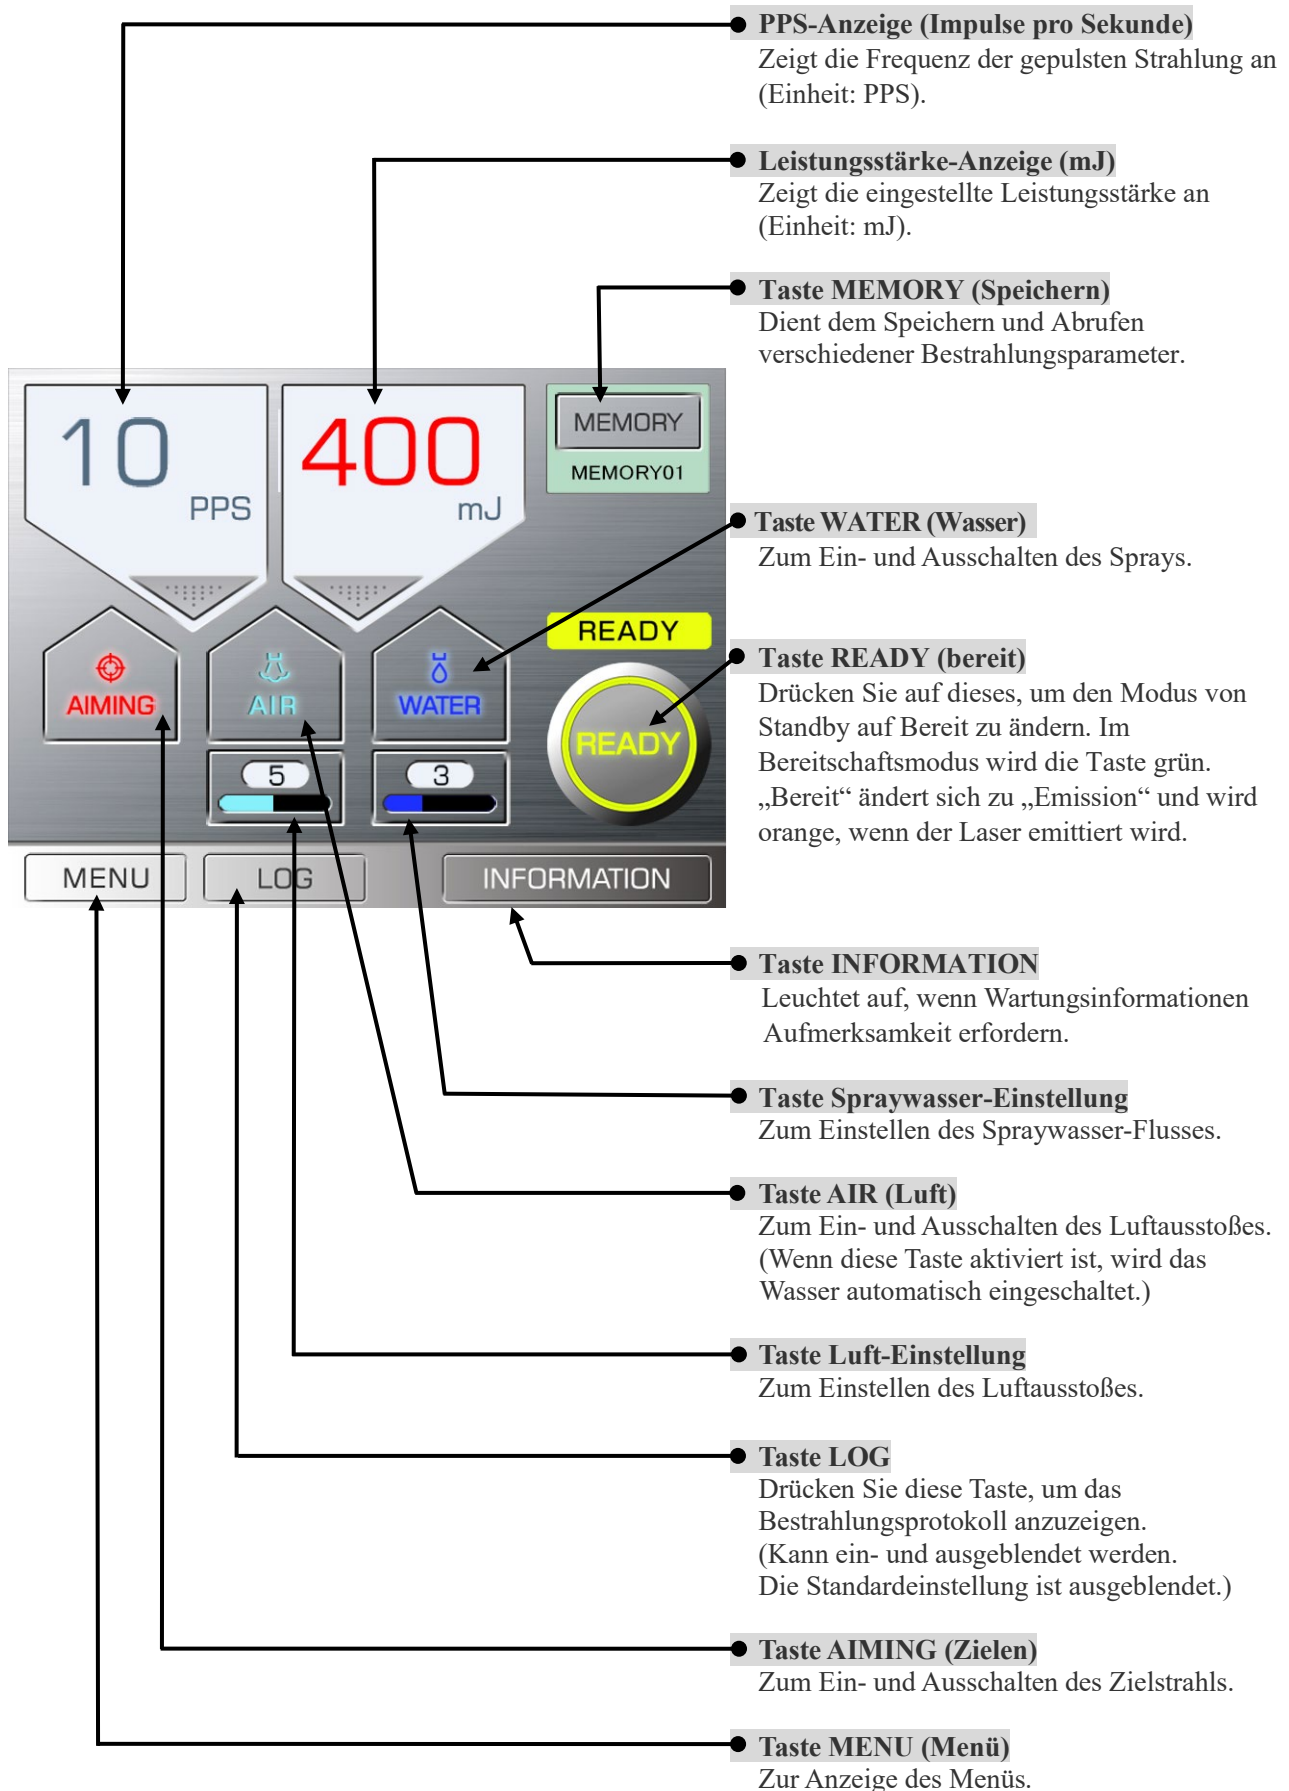 PPS-Anzeige (Impulse pro Sekunde)
Zeigt die Frequenz der gepulsten Strahlung an
(Einheit: PPS).
Leistungsstärke-Anzeige (mJ)
Zeigt die eingestellte Leistungsstärke an
(Einheit: mJ).
Taste MEMORY (Speichern)
Dient dem Speichern und Abrufen
verschiedener Bestrahlungsparameter.
10
PPS
400
mJ
MEMORY
MEMORY01
AIMING
AIR
WATER
READY
READY
5
3
MENU
LOG
INFORMATION
Taste WATER (Wasser)
Zum Ein- und Ausschalten des Sprays.
Taste READY (bereit)
Drücken Sie auf dieses, um den Modus von
Standby auf Bereit zu ändern. Im
Bereitschaftsmodus wird die Taste grün.
„Bereit“ ändert sich zu „Emission“ und wird
orange, wenn der Laser emittiert wird.
Taste INFORMATION
Leuchtet auf, wenn Wartungsinformationen
Aufmerksamkeit erfordern.
Taste Spraywasser-Einstellung
Zum Einstellen des Spraywasser-Flusses.
Taste AIR (Luft)
Zum Ein- und Ausschalten des Luftausstoßes.
(Wenn diese Taste aktiviert ist, wird das
Wasser automatisch eingeschaltet.)
Taste Luft-Einstellung
Zum Einstellen des Luftausstoßes.
Taste LOG
Drücken Sie diese Taste, um das
Bestrahlungsprotokoll anzuzeigen.
(Kann ein- und ausgeblendet werden.
Die Standardeinstellung ist ausgeblendet.)
Taste AIMING (Zielen)
Zum Ein- und Ausschalten des Zielstrahls.
Taste MENU (Menü)
Zur Anzeige des Menüs.